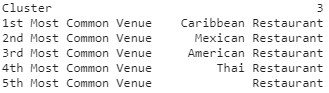 Cluster 3
1st Most Common Venue Caribbean Restaurant
2nd Most Common Venue Mexican Restaurant
3rd Most Common Venue American Restaurant
4th Most Common Venue Thai Restaurant
5th Most Common Venue Restaurant